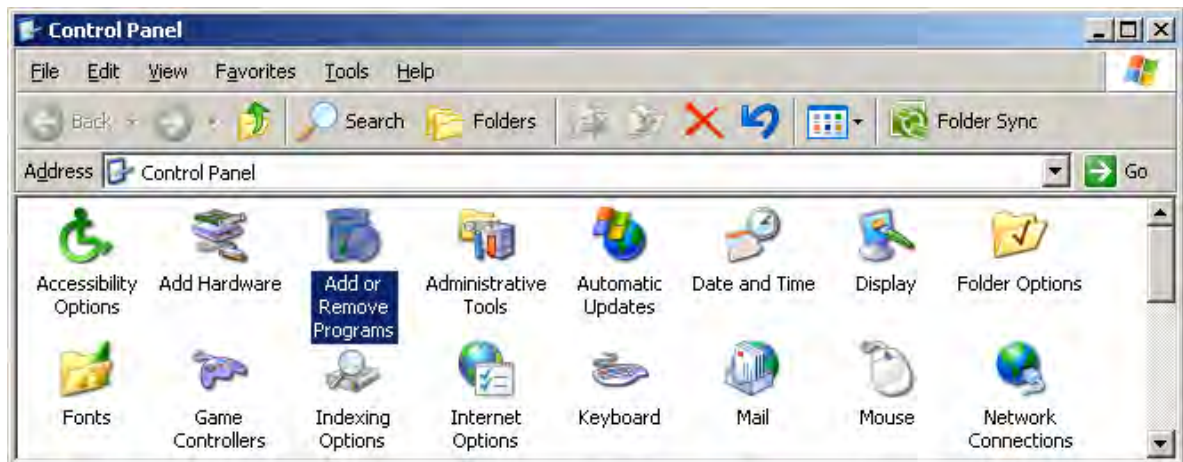 Control Panel
File Edit View Favorites Tools Help
Back Search Folders Folder Sync
Address Control Panel Go
Accessibility Options
Add Hardware
Add or Remove Programs
Administrative Tools
Automatic Updates
Date and Time
Display
Folder Options
Fonts
Game Controllers
Indexing Options
Internet Options
Keyboard
Mail
Mouse
Network Connections